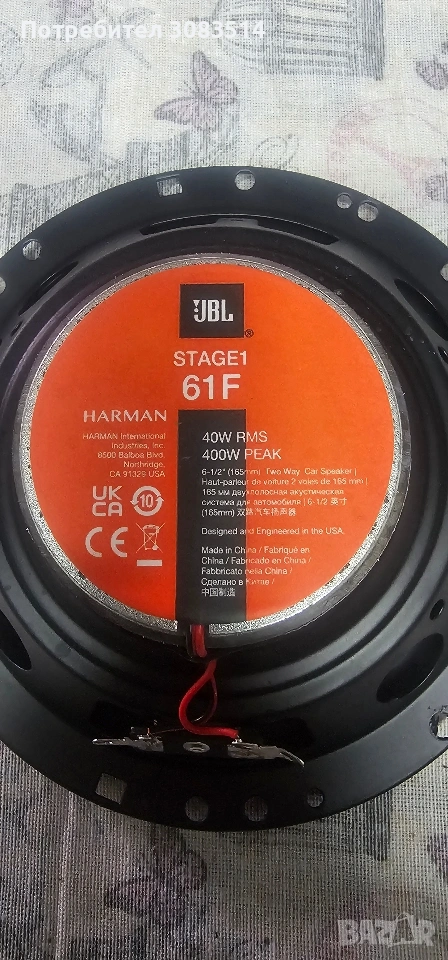 Потребител 3083514
JBL
®
STAGE1
61F
HARMAN
HARMAN International
Industries, Inc.
8500 Balboa Blvd.
Northridge,
CA 91329 USA
40W RMS
400W PEAK
6-1/2" (165mm) Two Way Car Speaker |
Haut-parleur de voiture 2 voies de 165 mm |
165 мм двухполосная акустическая
система для автомобиля | 6-1/2 英寸
(165mm) 双路汽车扬声器
UK
CA
10
CE
Designed and Engineered in the USA.
Made in China / Fabriqué en
China / Fabricado en China /
Fabbricato nella China /
Сделано в Китае /
中国制造
BAZAR